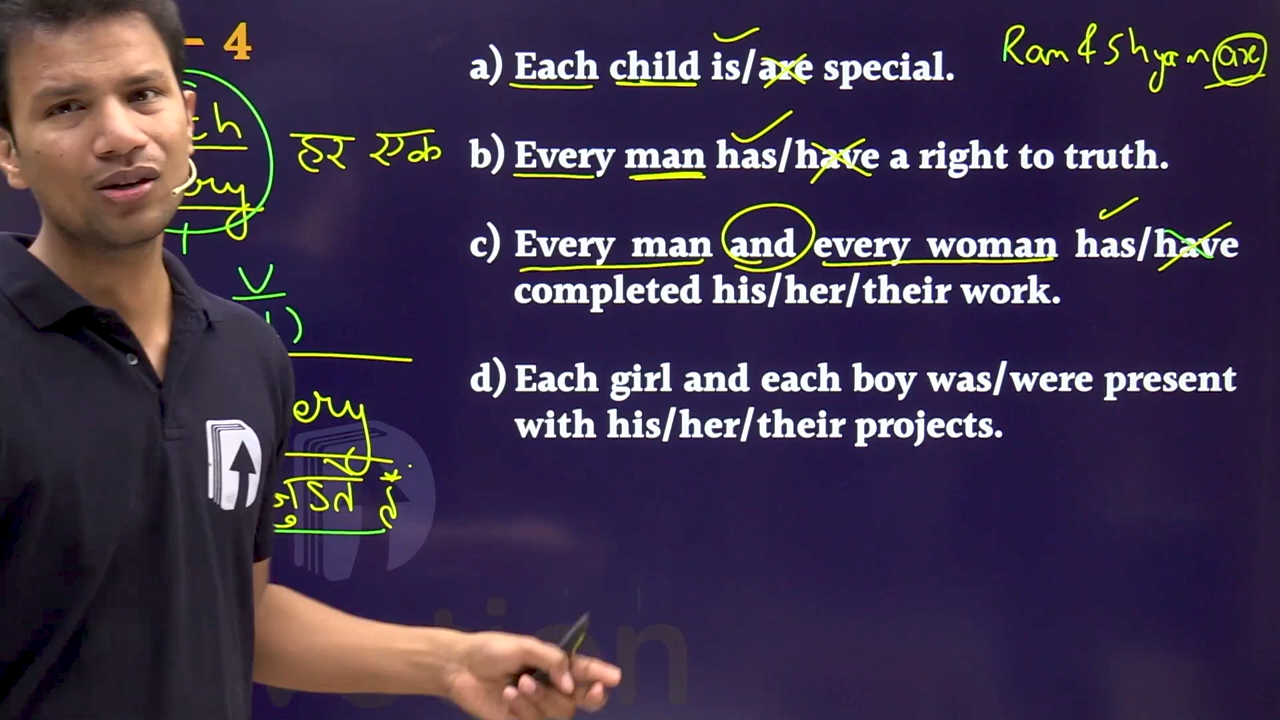 - 4
a) Each child is/are special.
Ram & Shyam are
हर एक
b) Every man has/have a right to truth.
c) Every man and every woman has/have
completed his/her/their work.
V
d) Each girl and each boy was/were present
with his/her/their projects.